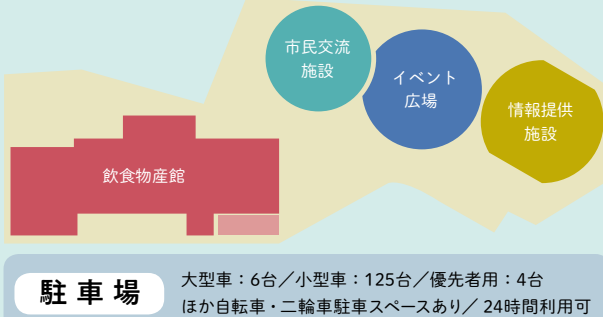 市民交流
施設
イベント
広場
情報提供
施設
飲食物産館
駐車場
大型車：6台／小型車：125台／優先者用：4台
ほか自転車・二輪車駐車スペースあり／24時間利用可